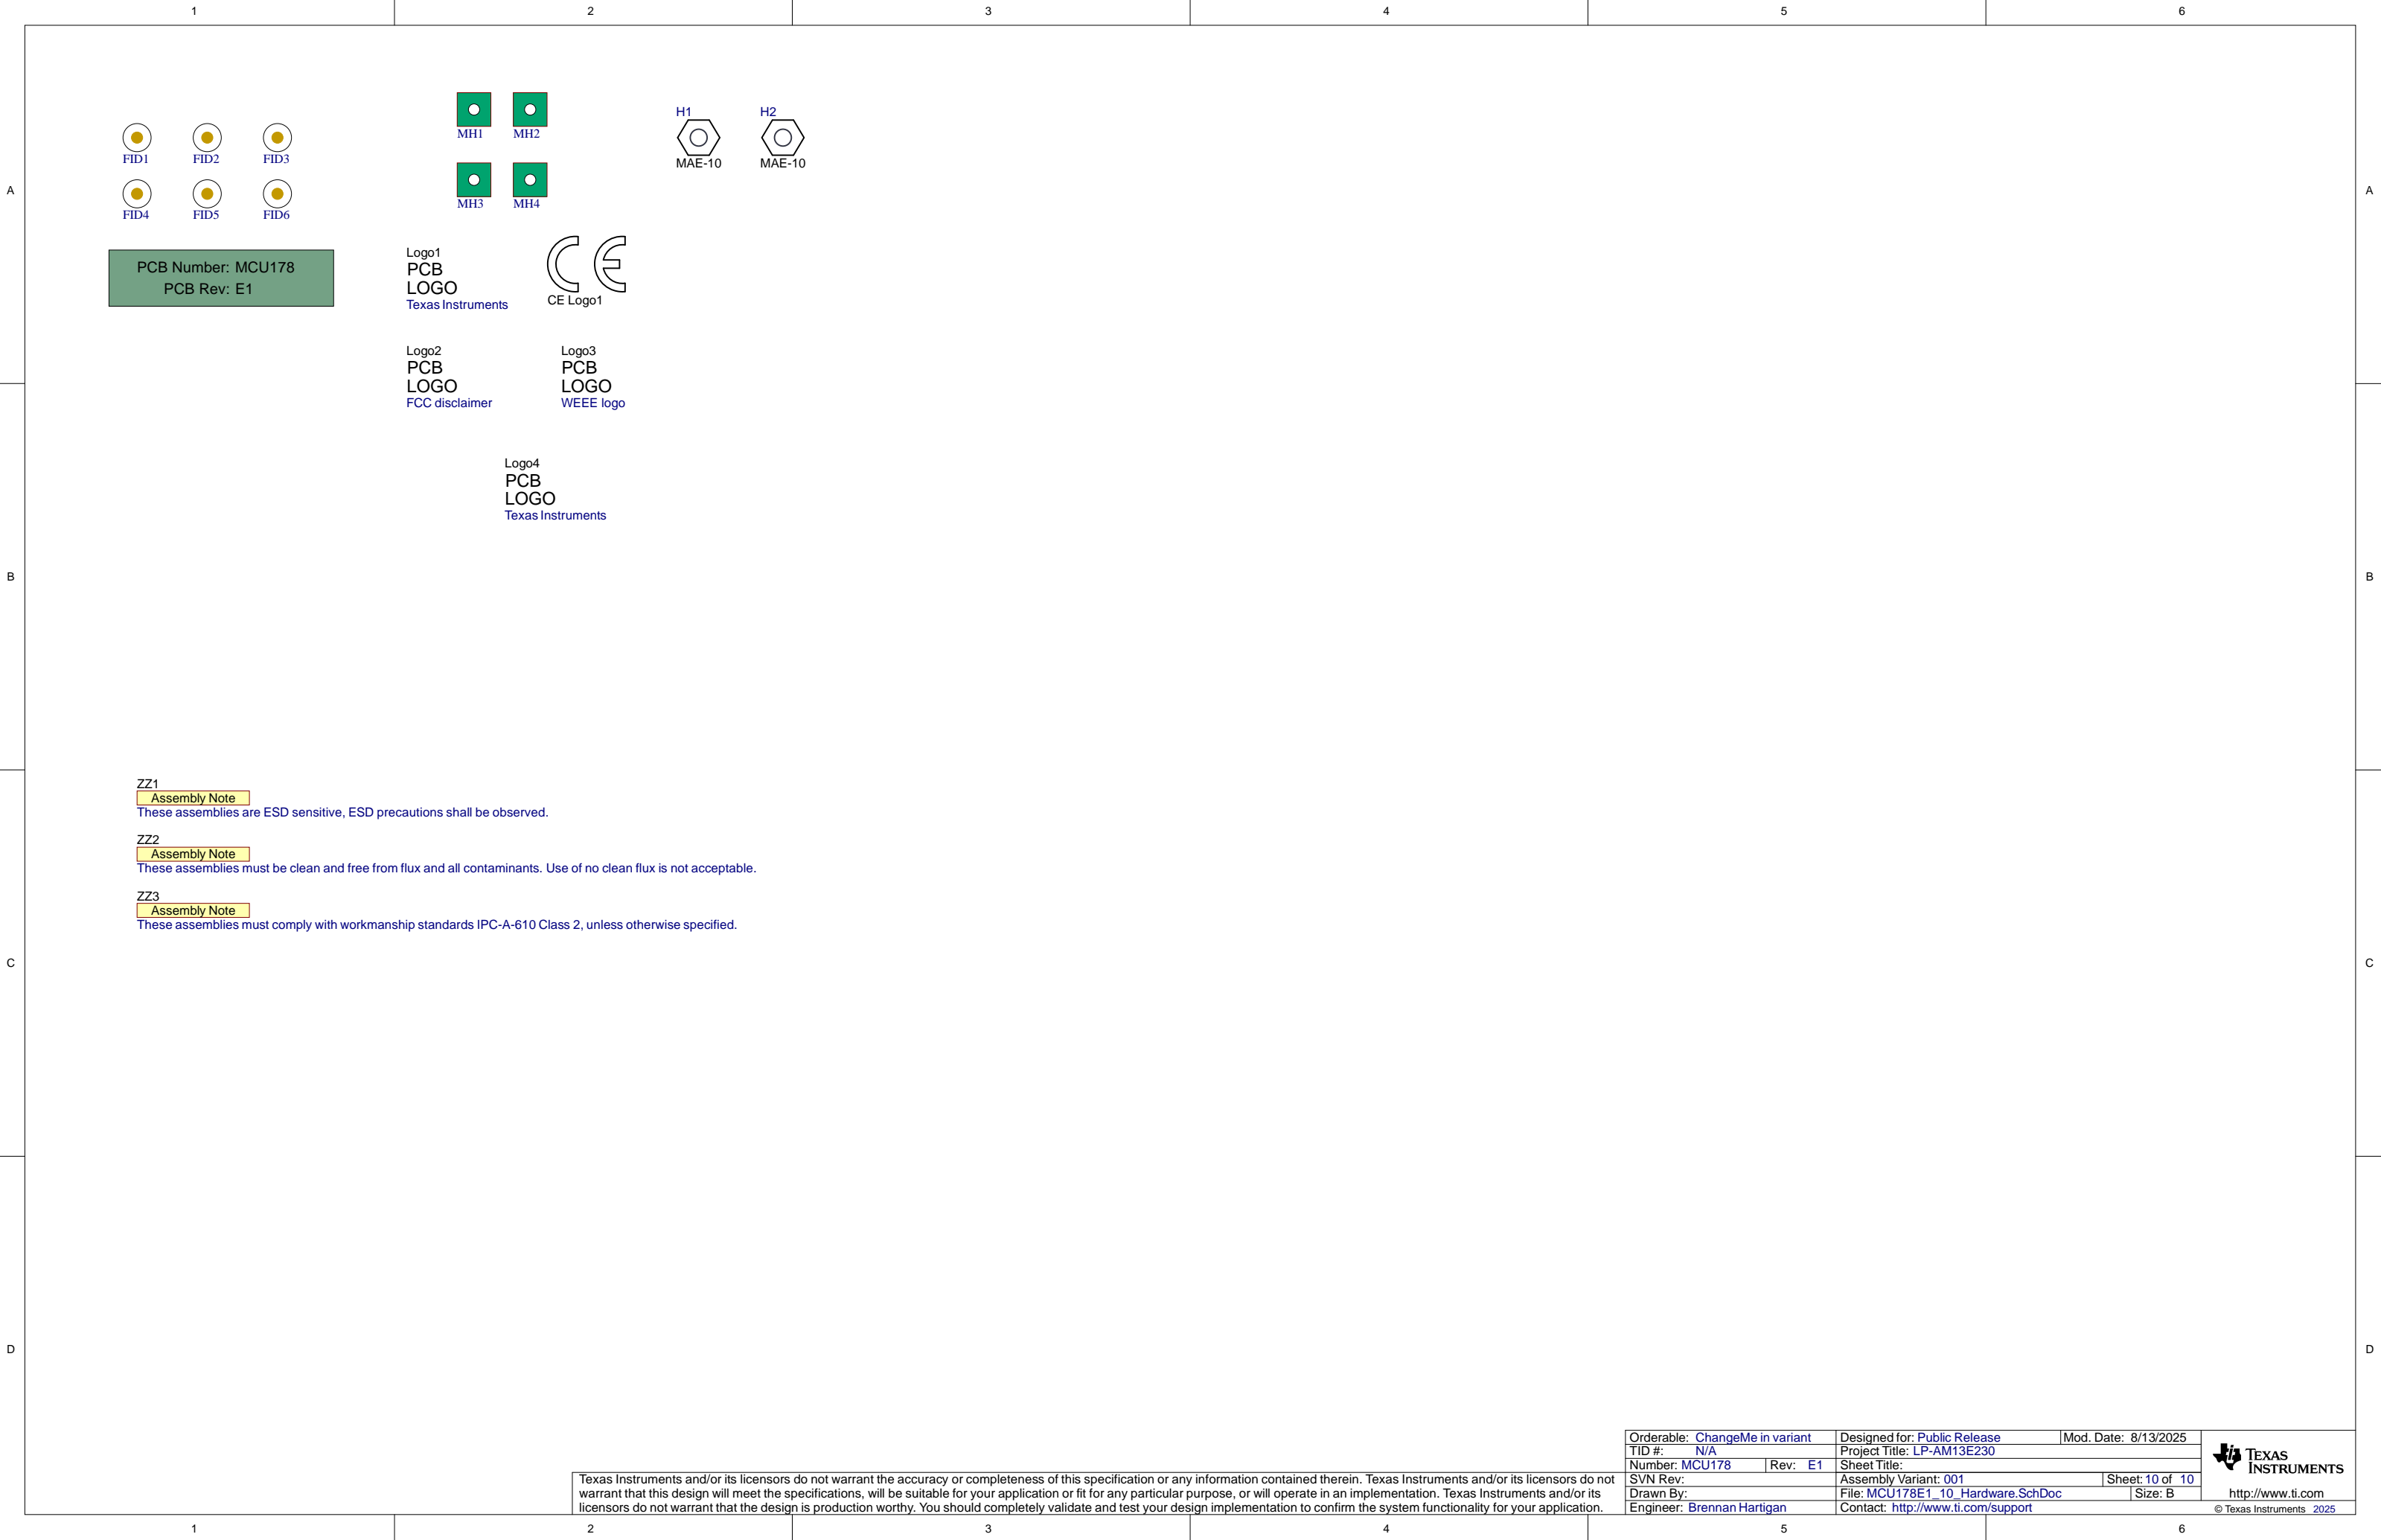 1 2 3 4 5 6
H1 H2
MH1 MH2
FID1 FID2 FID3
MAE-10 MAE-10
A A
MH3 MH4
FID4 FID5 FID6
PCB Number: MCU178
PCB Rev: E1
Logo1
PCB
LOGO
Texas Instruments
CE
CE Logo1
Logo2
PCB
LOGO
FCC disclaimer
Logo3
PCB
LOGO
WEEE logo
Logo4
PCB
LOGO
Texas Instruments
B B
ZZ1
Assembly Note
These assemblies are ESD sensitive, ESD precautions shall be observed.
ZZ2
Assembly Note
These assemblies must be clean and free from flux and all contaminants. Use of no clean flux is not acceptable.
ZZ3
Assembly Note
These assemblies must comply with workmanship standards IPC-A-610 Class 2, unless otherwise specified.
C C
D D
Texas Instruments and/or its licensors do not warrant the accuracy or completeness of this specification or any information contained therein. Texas Instruments and/or its licensors do not
warrant that this design will meet the specifications, will be suitable for your application or fit for any particular purpose, or will operate in an implementation. Texas Instruments and/or its
licensors do not warrant that the design is production worthy. You should completely validate and test your design implementation to confirm the system functionality for your application.
Orderable: ChangeMe in variant Designed for: Public Release Mod. Date: 8/13/2025
TID #: N/A Project Title: LP-AM13E230
Number: MCU178 Rev: E1 Sheet Title:
SVN Rev: Assembly Variant: 001 Sheet: 10 of 10
Drawn By: File: MCU178E1_10_Hardware.SchDoc Size: B
Engineer: Brennan Hartigan Contact: http://www.ti.com/support
TEXAS
INSTRUMENTS
http://www.ti.com
© Texas Instruments 2025
1 2 3 4 5 6